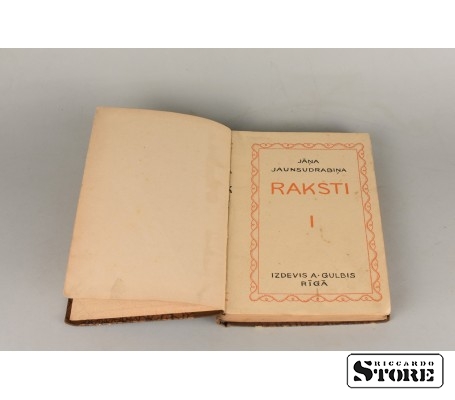 JĀŅA
JAUNSUDRABIŅA
RAKSTI
I
IZDEVIS A. GULBIS
RĪGĀ
RICCARDO
STORE